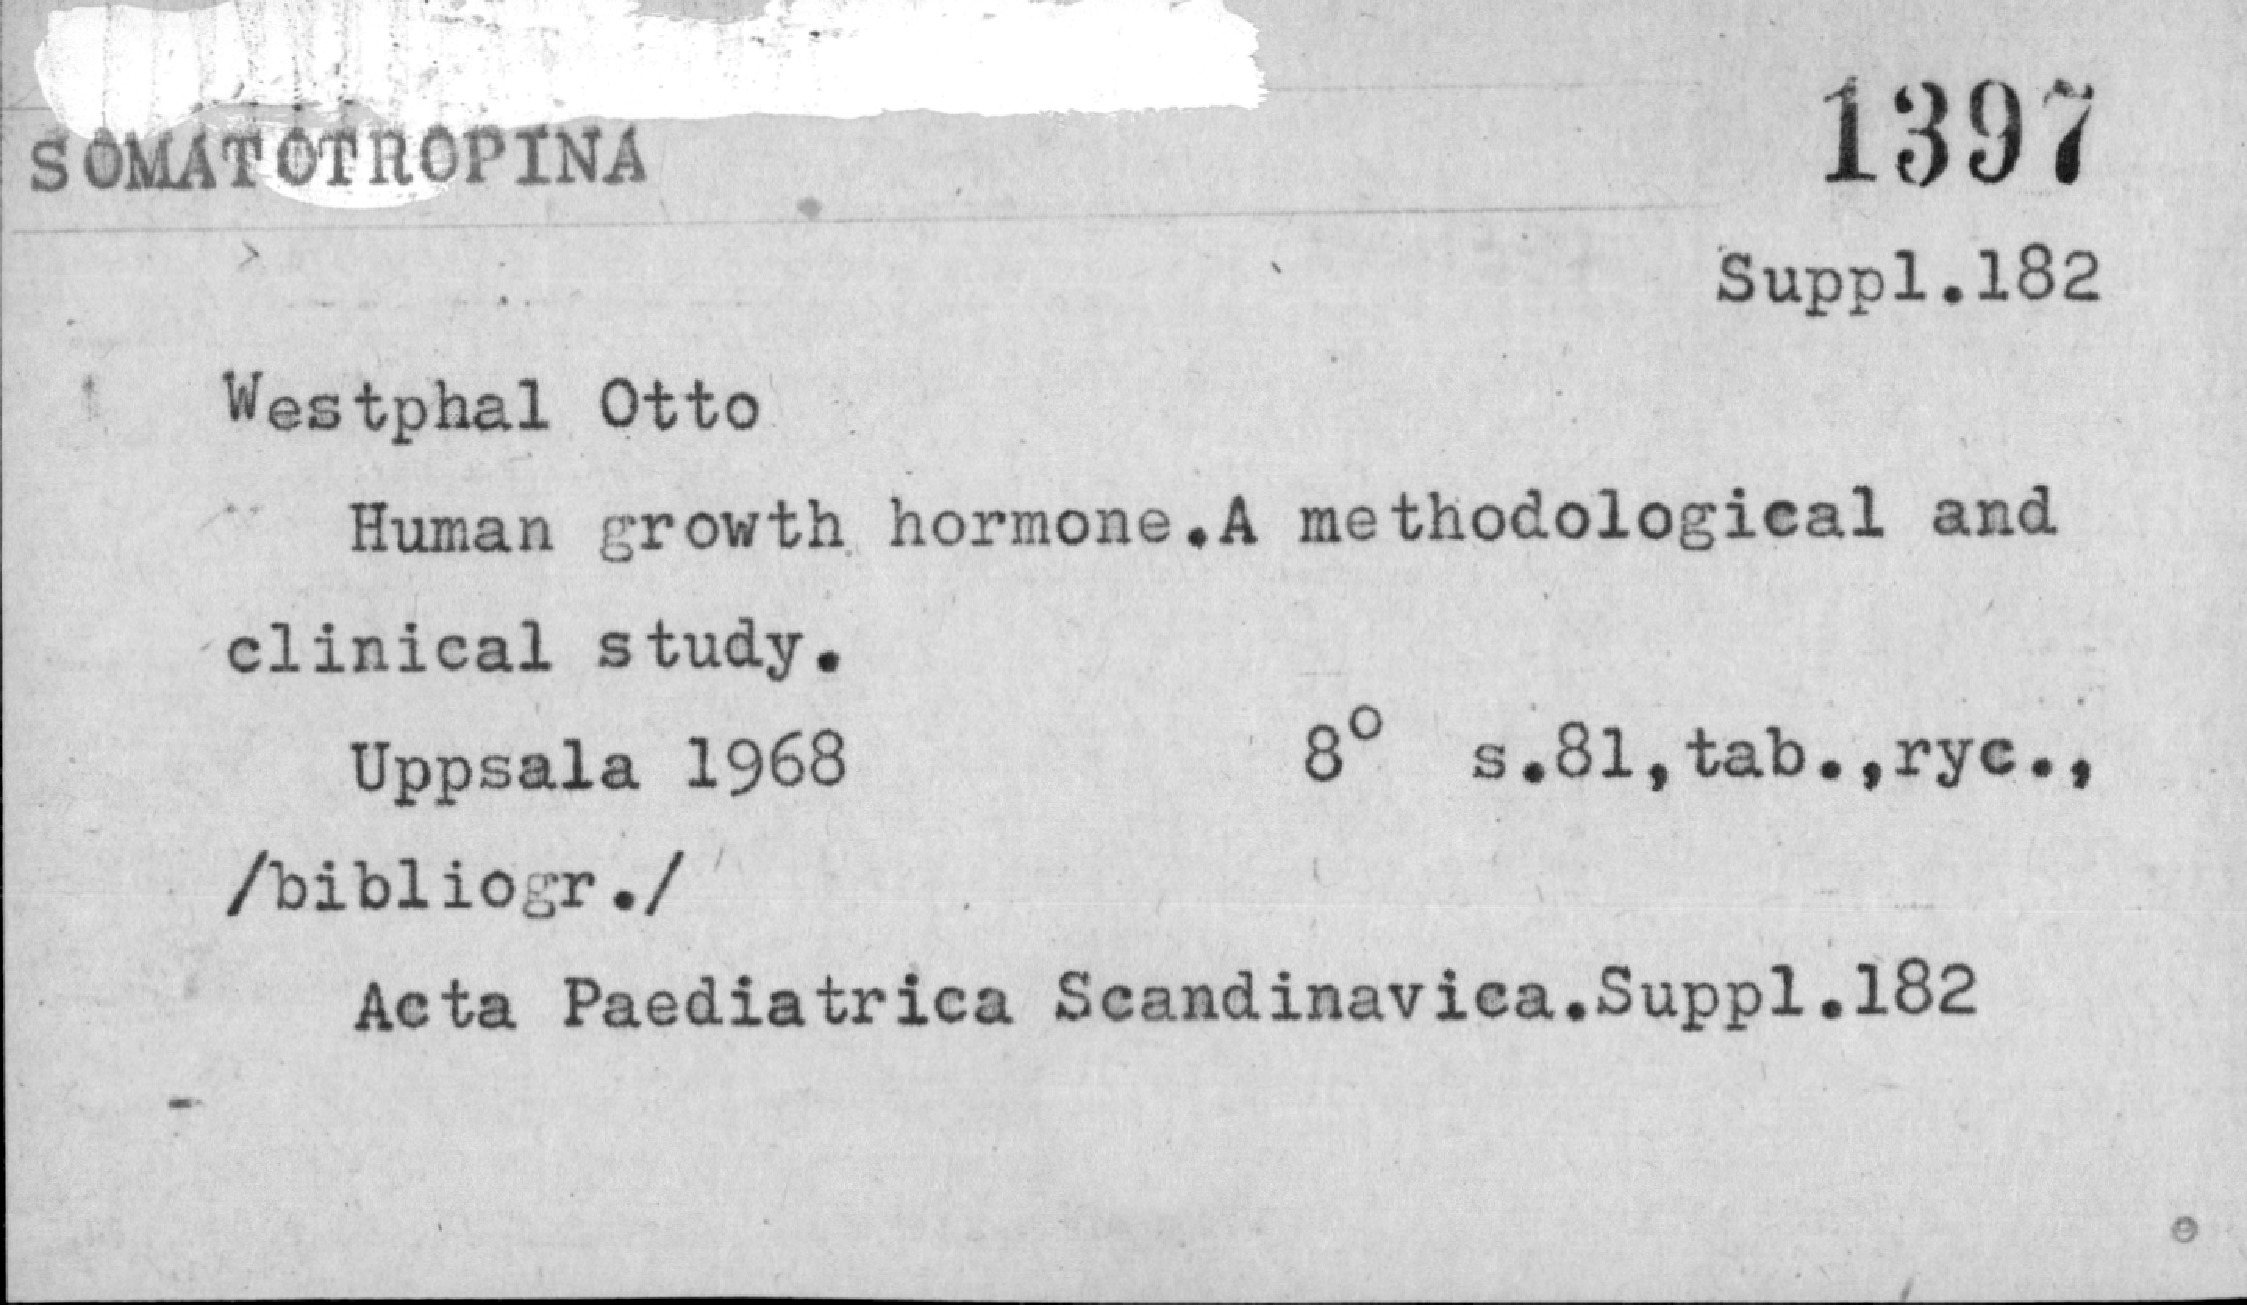 SOMATOTROPINA
1397
Suppl.182
Westphal Otto
Human growth hormone.A methodological and
clinical study.
Uppsala 1968 8° s.81,tab.,ryc.,
/bibliogr./
Acta Paediatrica Scandinavica.Suppl.182